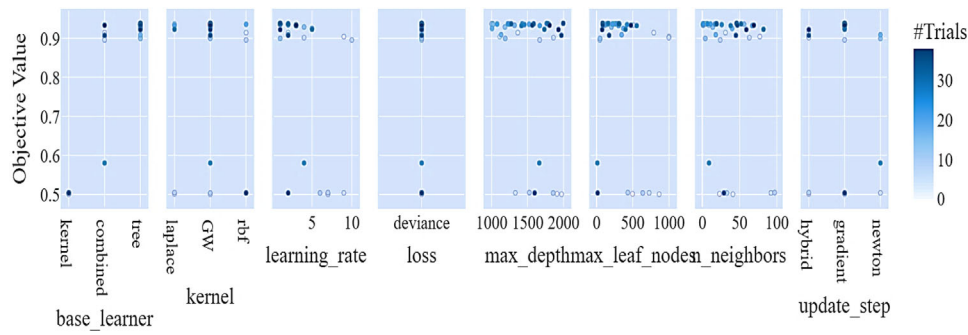 #Trials
Objective Value
0.9
0.8
0.7
0.6
0.5
30
20
10
0
kernel
combined
tree
laplace
GW
rbf
5
10
deviance
1000
1500
2000
0
500
1000
0
50
100
hybrid
gradient
newton
base_learner
kernel
learning_rate
loss
max_depth
max_leaf_nodes
n_neighbors
update_step